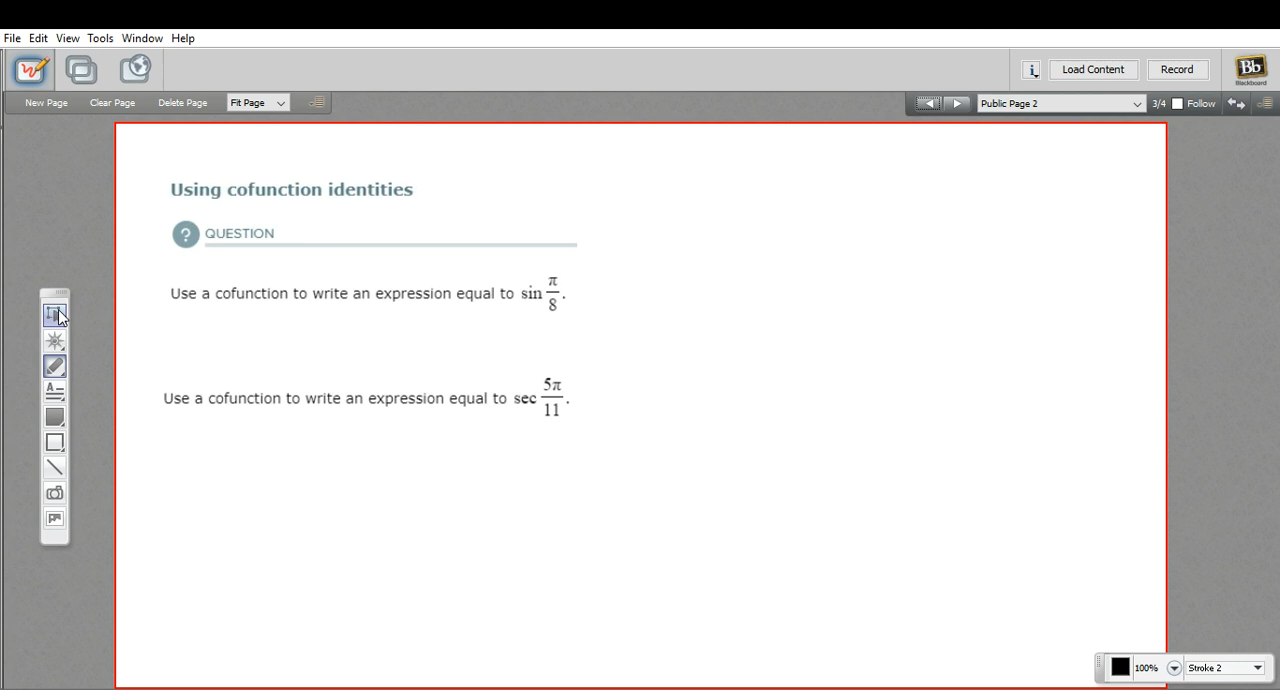 File Edit View Tools Window Help
i Load Content Record Bb
Blackboard
New Page Clear Page Delete Page Fit Page Public Page 2 3/4 Follow
Using cofunction identities
? QUESTION
Use a cofunction to write an expression equal to sin π/8.
Use a cofunction to write an expression equal to sec 5π/11.
A
100% Stroke 2